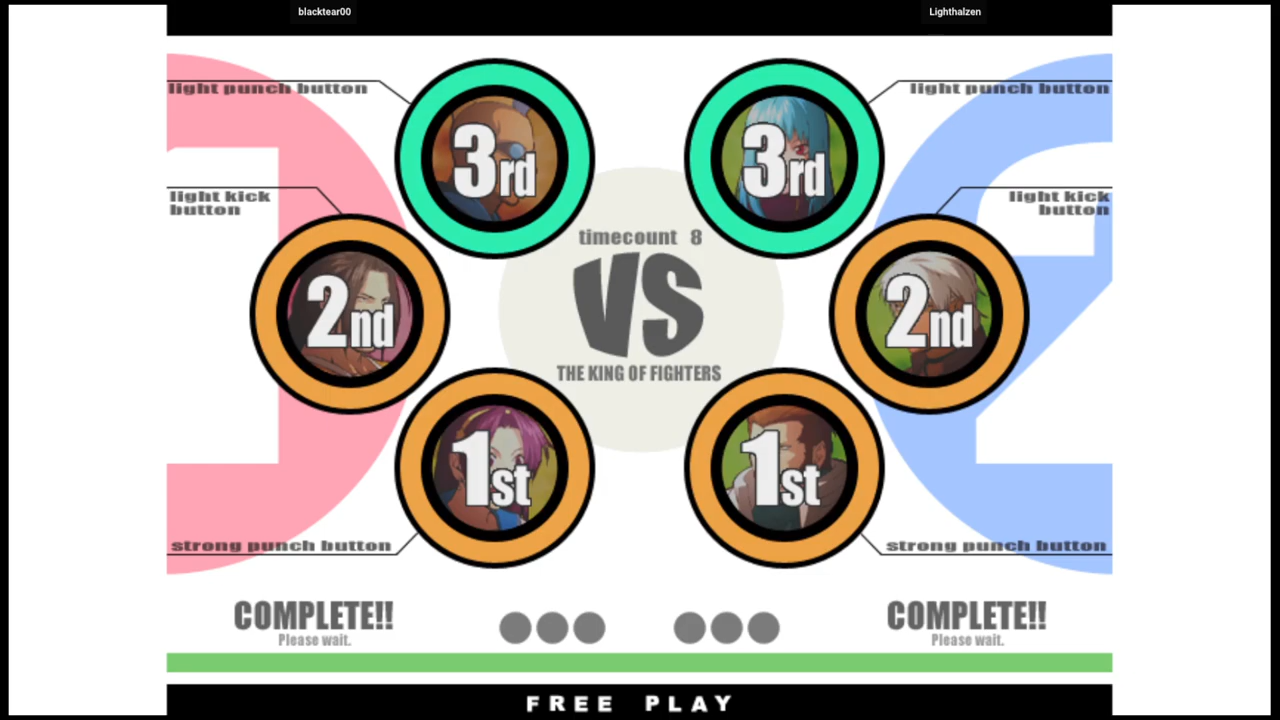 blacktear00
Lighthalzen
light punch button
light punch button
3rd
3rd
light kick
button
light kick
button
timecount 8
VS
THE KING OF FIGHTERS
2nd
2nd
1st
1st
strong punch button
strong punch button
COMPLETE!!
Please wait.
COMPLETE!!
Please wait.
FREE PLAY